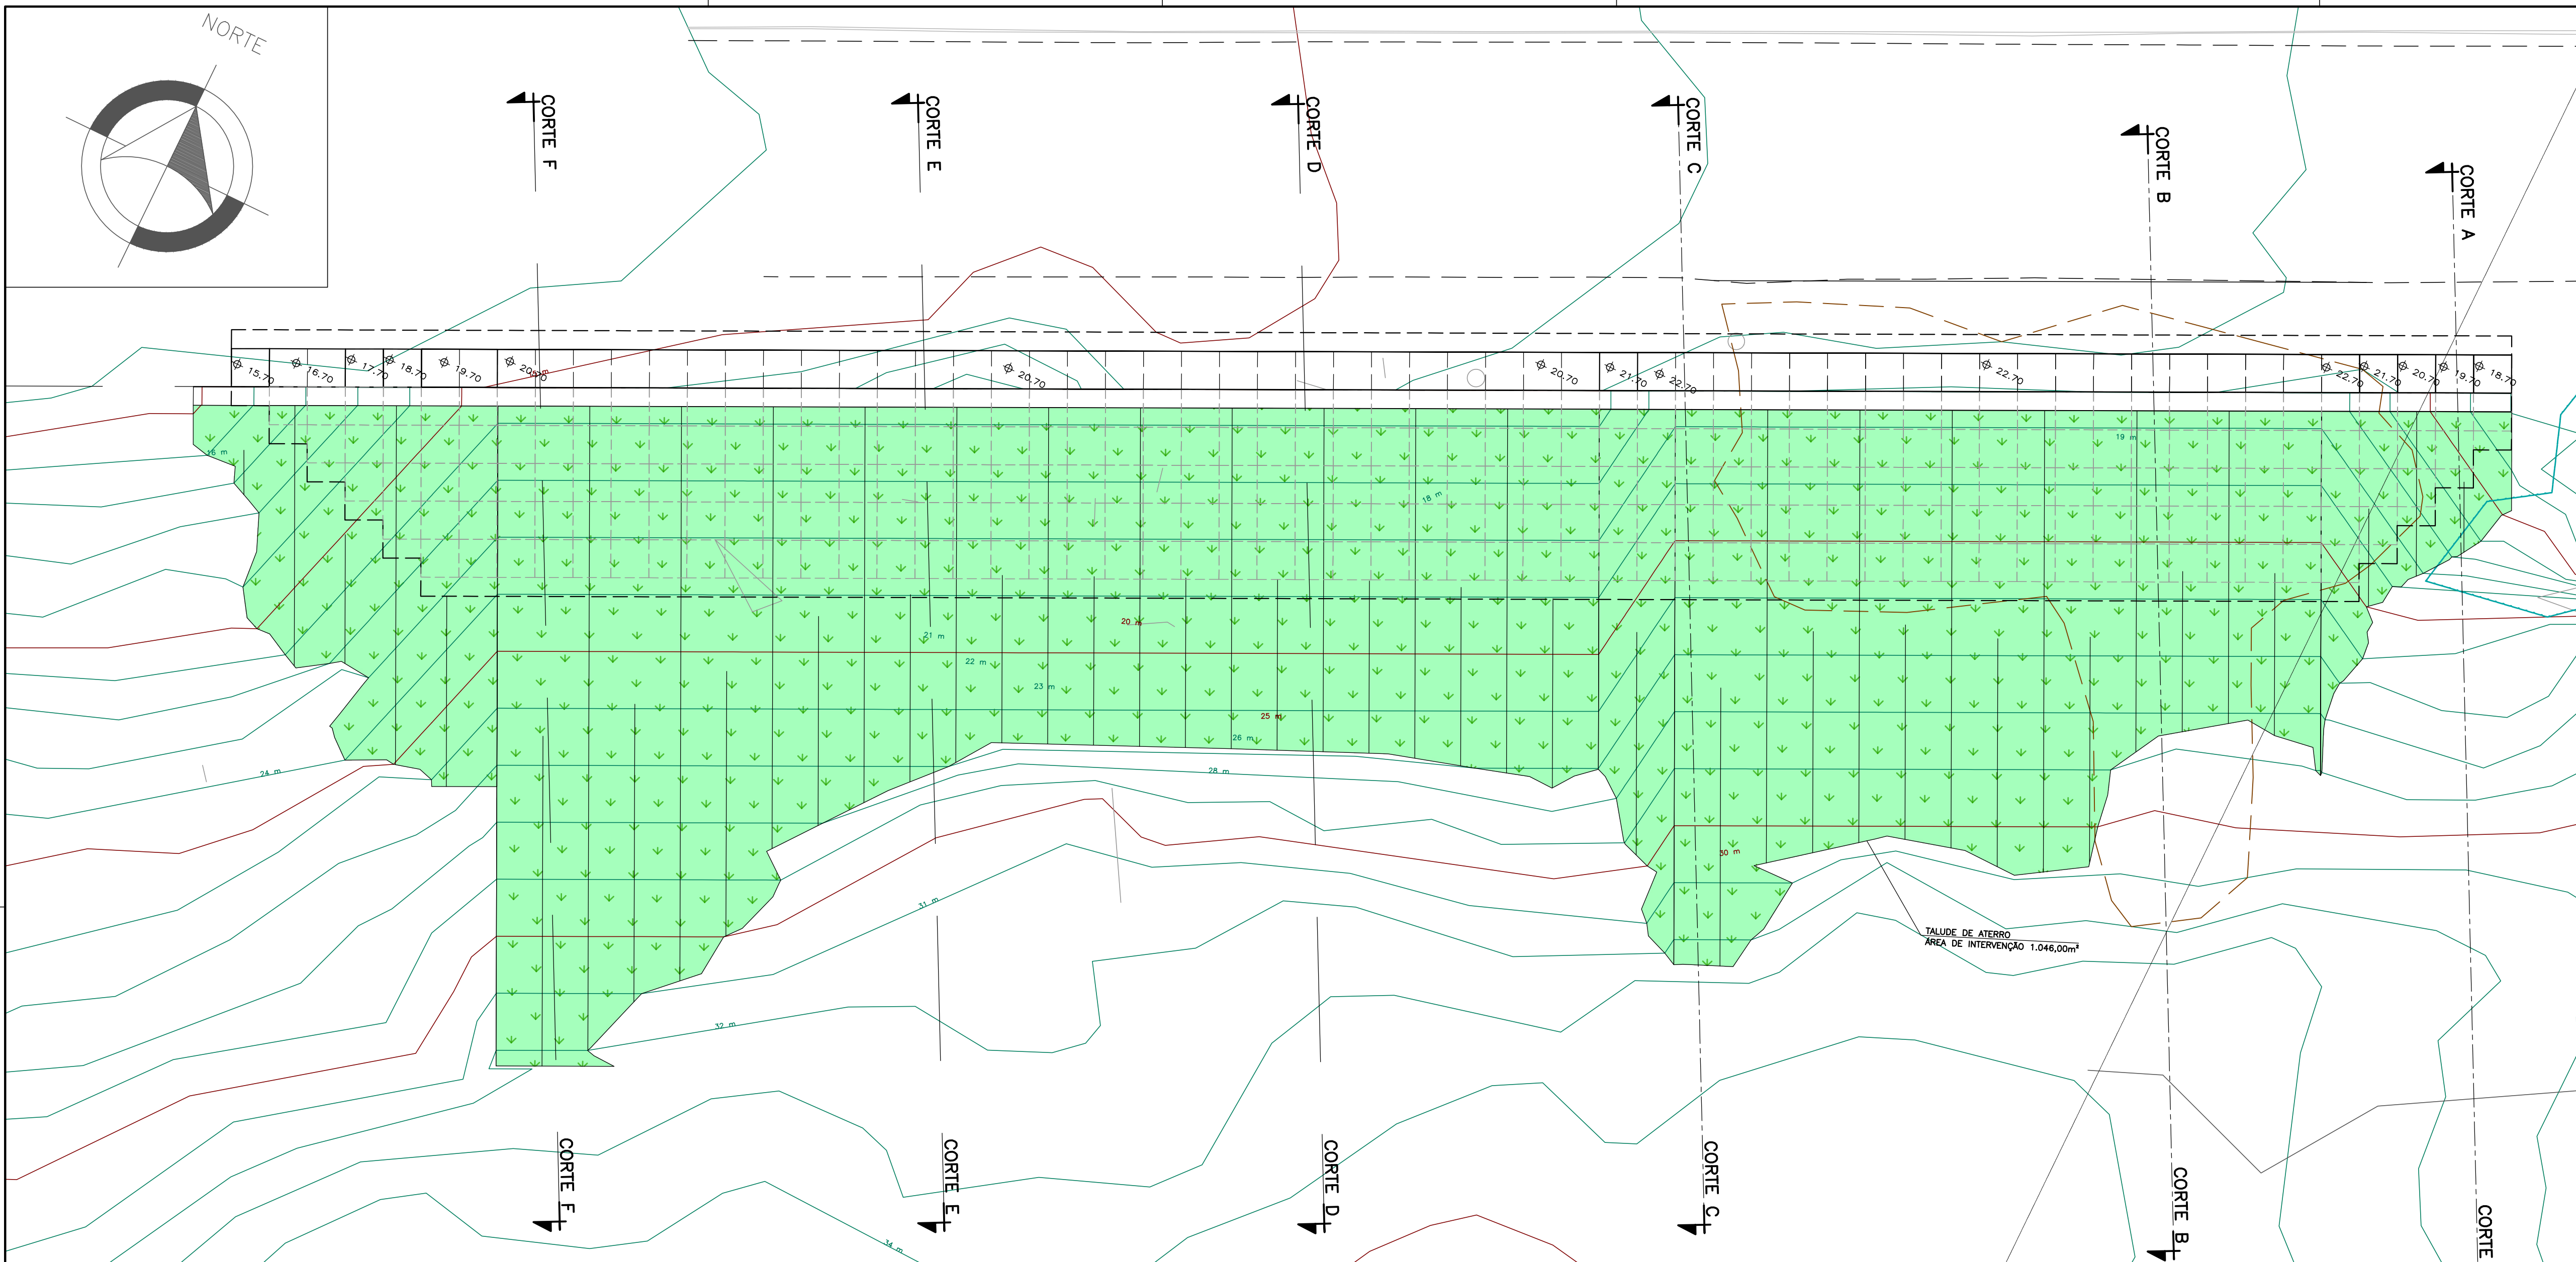 NORTE
CORTE F
CORTE E
CORTE D
CORTE C
CORTE B
CORTE A
15.70
16.70
17.70
18.70
19.70
20.70
20.70
20.70
21.70
22.70
22.70
22.70
21.70
20.70
19.70
18.70
16 m
19 m
18 m
20 m
21 m
22 m
23 m
25 m
26 m
24 m
28 m
30 m
31 m
32 m
34 m
TALUDE DE ATERRO
ÁREA DE INTERVENÇÃO 1.046,00m²
CORTE F
CORTE E
CORTE D
CORTE C
CORTE B
CORTE